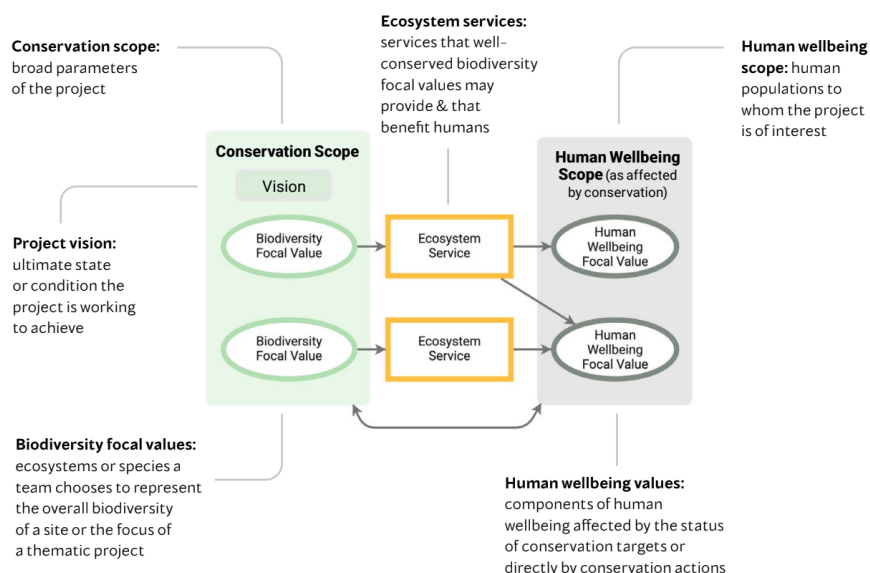 Conservation scope:
broad parameters
of the project
Ecosystem services:
services that well-
conserved biodiversity
focal values may
provide & that
benefit humans
Human wellbeing
scope: human
populations to
whom the project
is of interest
Project vision:
ultimate state
or condition the
project is working
to achieve
Conservation Scope
Vision
Biodiversity
Focal Value
Ecosystem
Service
Human Wellbeing
Scope (as affected
by conservation)
Human
Wellbeing
Focal Value
Biodiversity
Focal Value
Ecosystem
Service
Human
Wellbeing
Focal Value
Biodiversity focal values:
ecosystems or species a
team chooses to represent
the overall biodiversity
of a site or the focus of
a thematic project
Human wellbeing values:
components of human
wellbeing affected by the status
of conservation targets or
directly by conservation actions